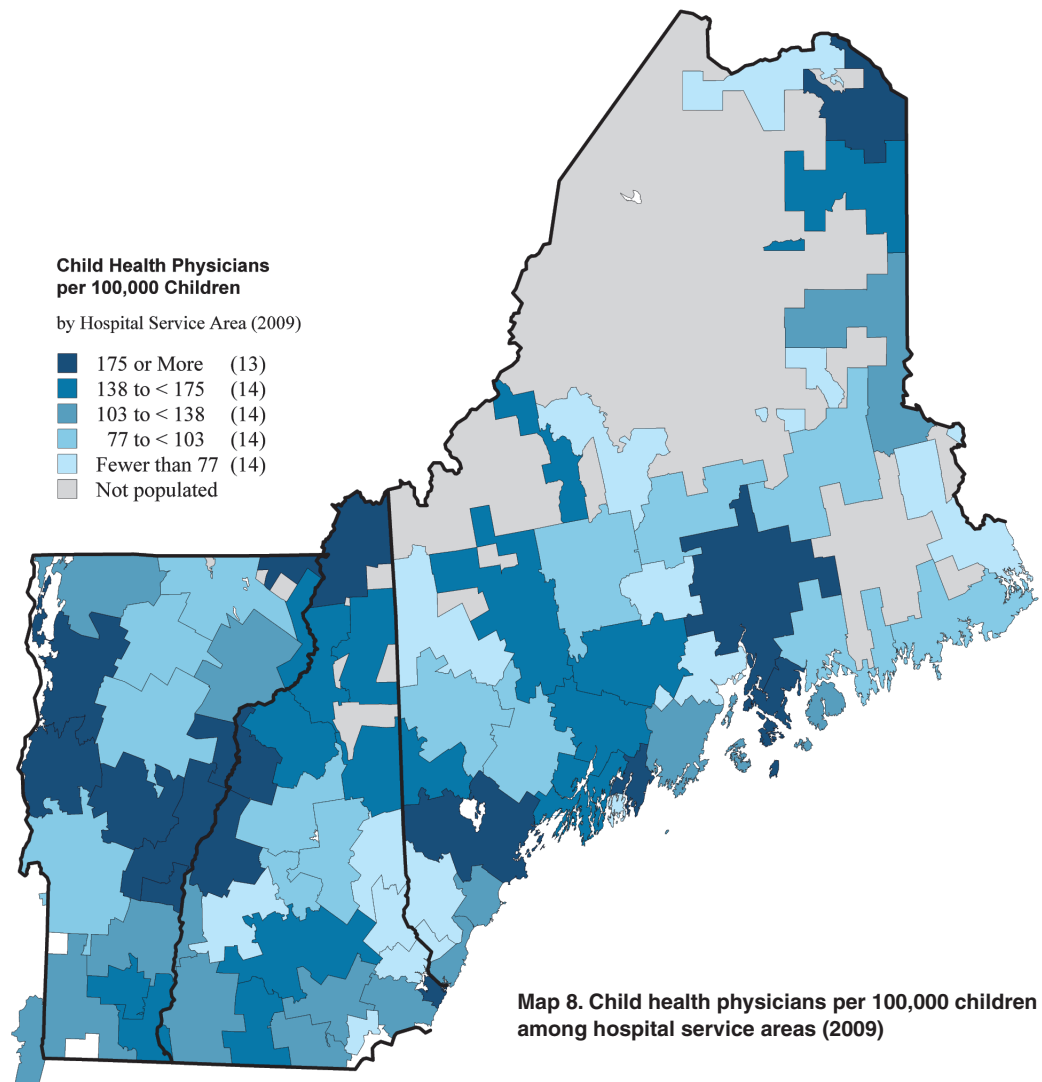 Child Health Physicians
per 100,000 Children
by Hospital Service Area (2009)
175 or More (13)
138 to < 175 (14)
103 to < 138 (14)
77 to < 103 (14)
Fewer than 77 (14)
Not populated
Map 8. Child health physicians per 100,000 children
among hospital service areas (2009)